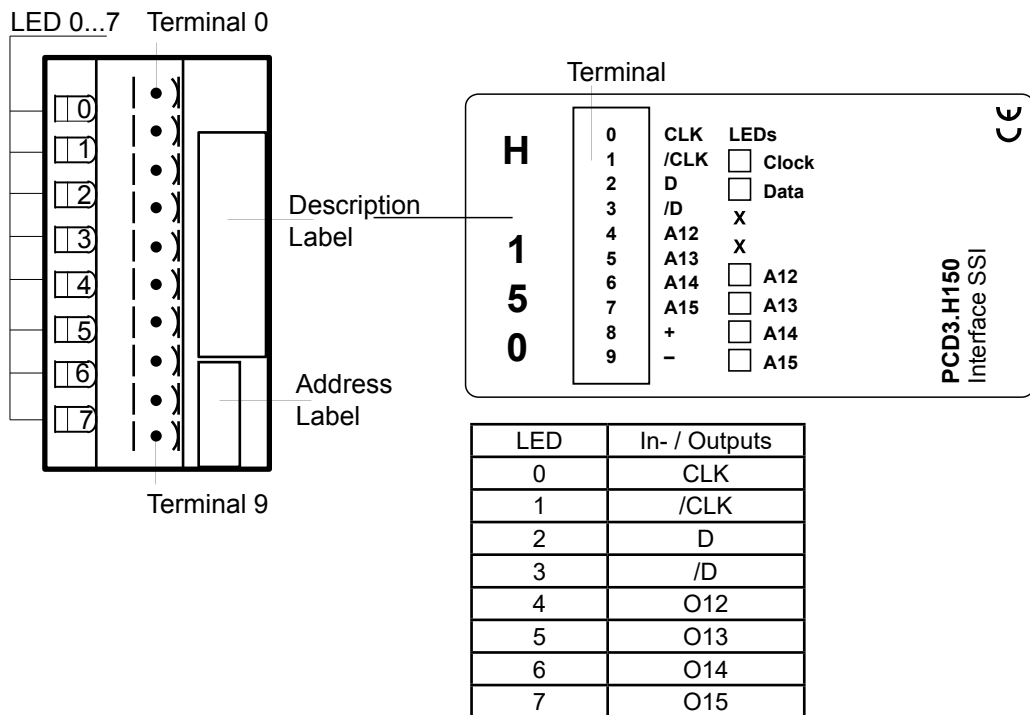 LED 0...7 Terminal 0
0
1
2
3
4
5
6
7
Terminal 9
Description
Label
Address
Label
Terminal
H
1
5
0
0 CLK LEDs
1 /CLK Clock
2 D Data
3 /D X
4 A12 X
5 A13 A12
6 A14 A13
7 A15 A14
8 + A15
9 –
PCD3.H150
Interface SSI
CE
LED In- / Outputs
0 CLK
1 /CLK
2 D
3 /D
4 O12
5 O13
6 O14
7 O15